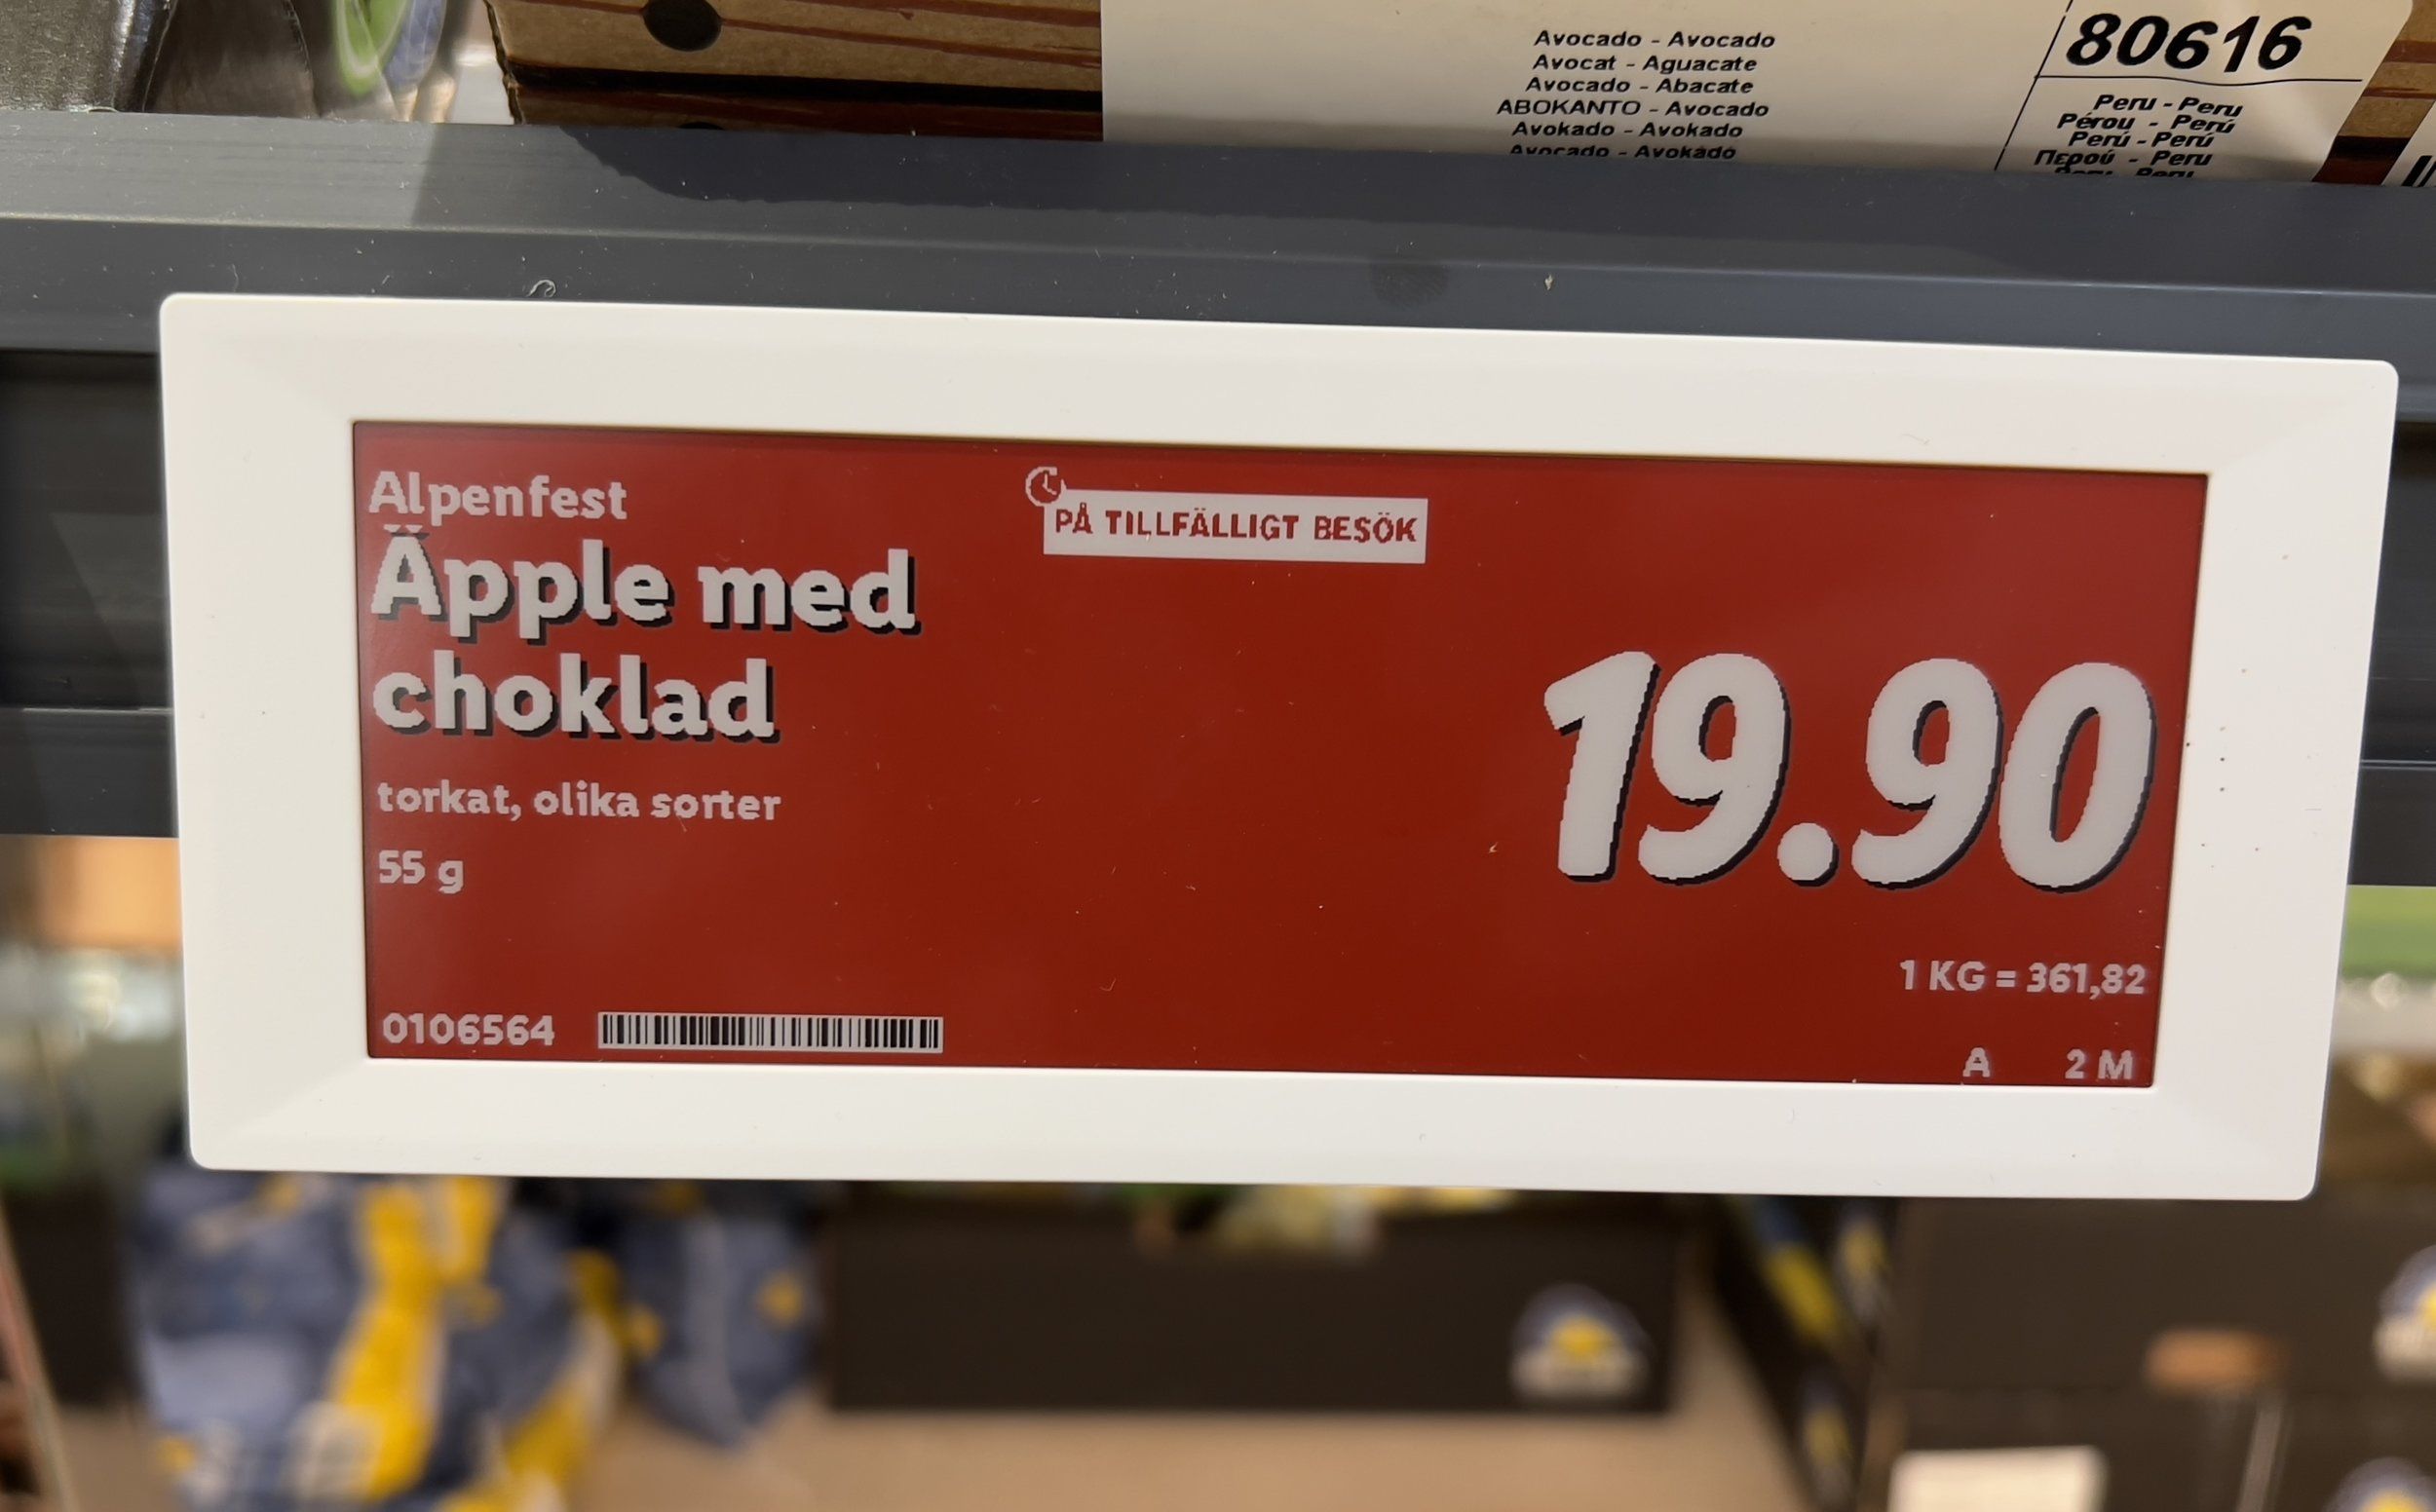 Avocado - Avocado
Avocat - Aguacate
Avocado - Abacate
ABOKANTO - Avocado
Avokado - Avokado
Avocado - Avokádó
80616
Peru - Peru
Pérou - Perú
Perú - Perú
Περού - Peru
Alpenfest
PÅ TILLFÄLLIGT BESÖK
Äpple med
choklad
torkat, olika sorter
55 g
19.90
1 KG = 361,82
0106564
A 2 M